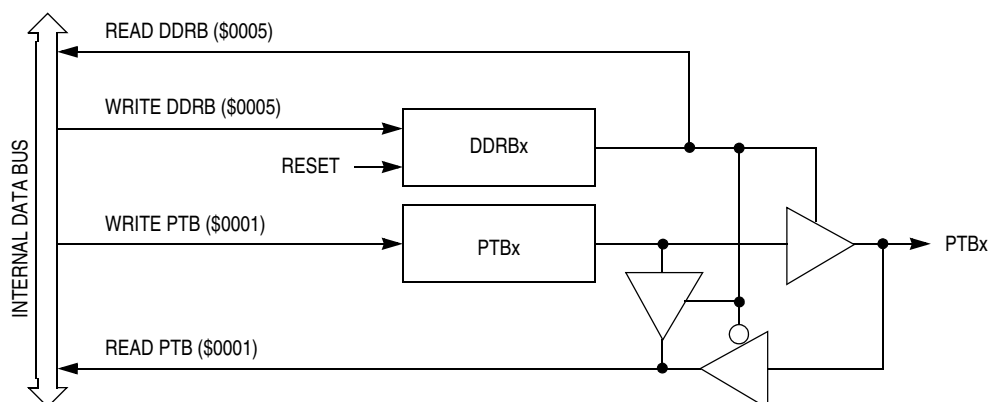 READ DDRB ($0005)
WRITE DDRB ($0005)
DDRBx
RESET
INTERNAL DATA BUS
WRITE PTB ($0001)
PTBx
PTBx
READ PTB ($0001)